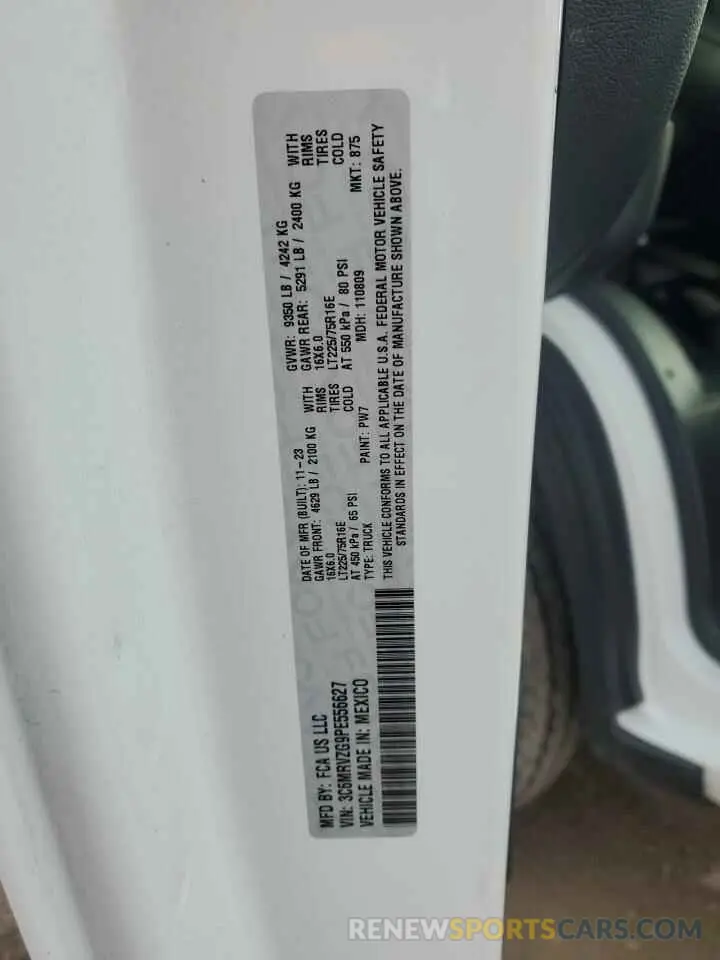 MFD BY: FCA US LLC
VIN: 3C6MRVZG9PE556627
VEHICLE MADE IN: MEXICO
DATE OF MFR (BUILT): 11-23 GVWR: 9350 LB / 4242 KG
GAWR FRONT: 4629 LB / 2100 KG WITH GAWR REAR: 5291 LB / 2400 KG WITH
16X6.0 RIMS 16X6.0 RIMS
LT225/75R16E TIRES LT225/75R16E TIRES
AT 450 kPa / 65 PSI COLD AT 550 kPa / 80 PSI COLD
TYPE: TRUCK PAINT: PW7 MDH: 110809 MKT: 875
THIS VEHICLE CONFORMS TO ALL APPLICABLE U.S.A. FEDERAL MOTOR VEHICLE SAFETY
STANDARDS IN EFFECT ON THE DATE OF MANUFACTURE SHOWN ABOVE.
RENEWSPORTSCARS.COM